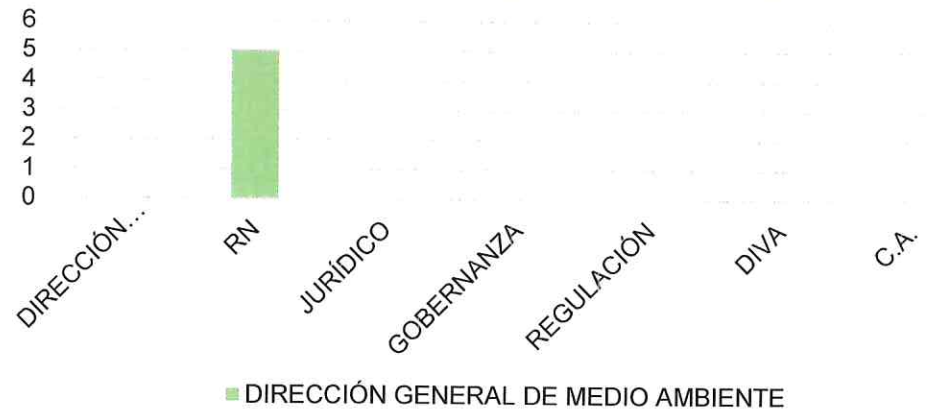 6
5
4
3
2
1
0
DIRECCIÓN...
RN
JURÍDICO
GOBERNANZA
REGULACIÓN
DIVA
C.A.
DIRECCIÓN GENERAL DE MEDIO AMBIENTE